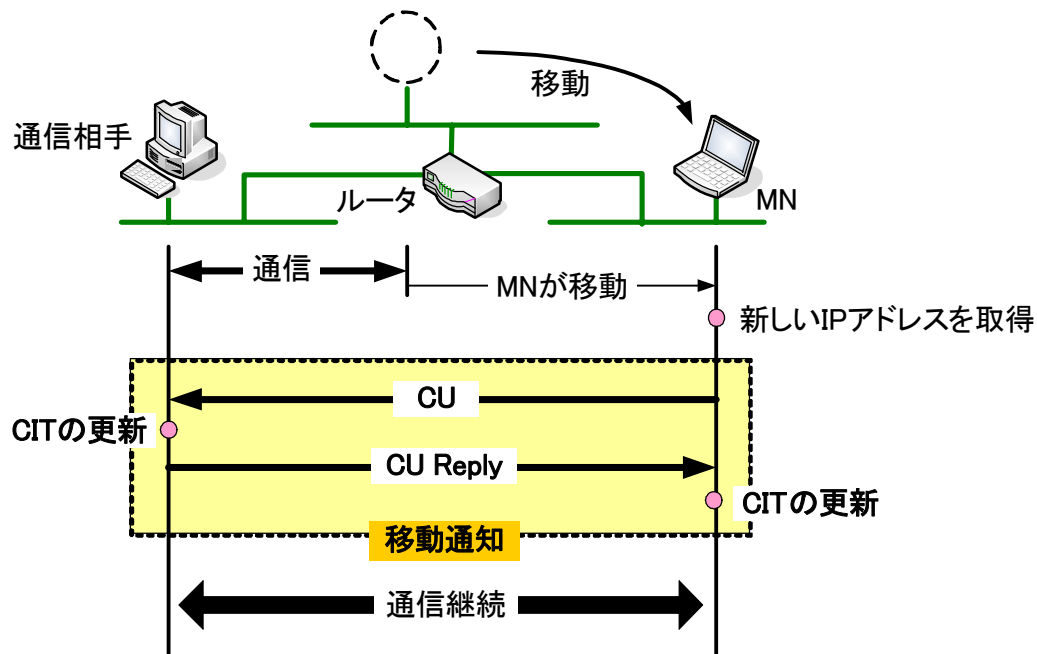 移動
通信相手
ルータ
MN
通信
MNが移動
新しいIPアドレスを取得
CU
CITの更新
CU Reply
CITの更新
移動通知
通信継続